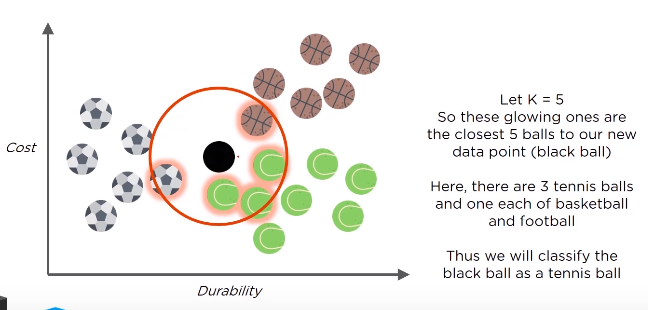 Let K = 5
So these glowing ones are
the closest 5 balls to our new
data point (black ball)
Cost
Here, there are 3 tennis balls
and one each of basketball
and football
Thus we will classify the
black ball as a tennis ball
Durability